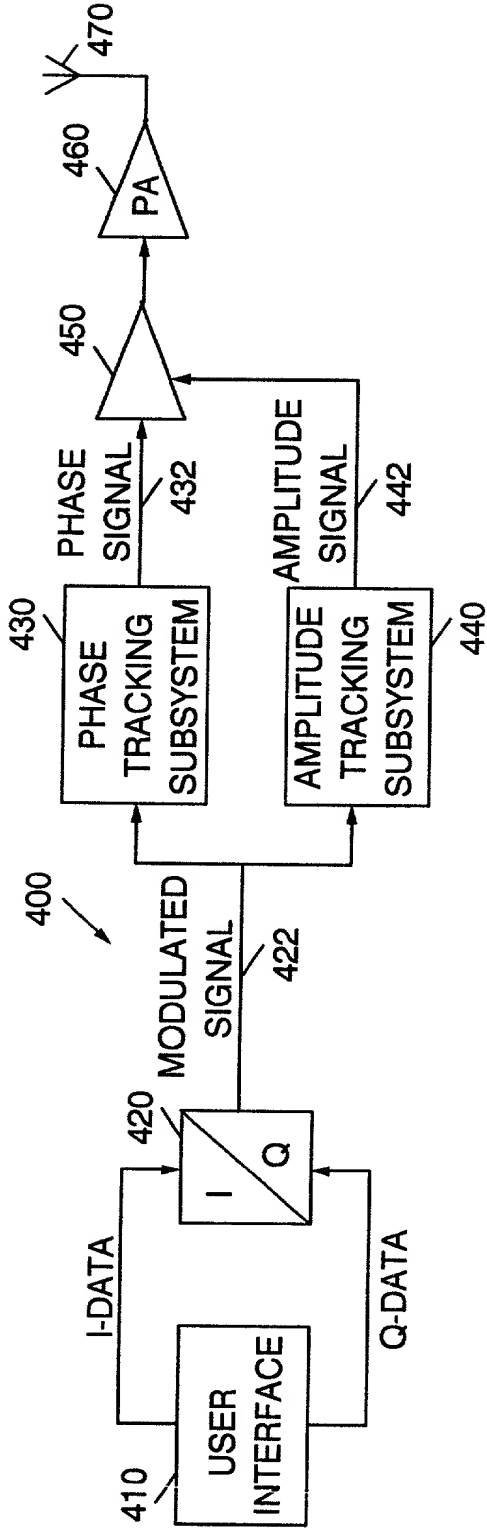 400
410
USER
INTERFACE
I-DATA
Q-DATA
420
I
Q
MODULATED
SIGNAL
422
430
PHASE
TRACKING
SUBSYSTEM
PHASE
SIGNAL
432
AMPLITUDE
TRACKING
SUBSYSTEM
440
AMPLITUDE
SIGNAL
442
450
460
PA
470